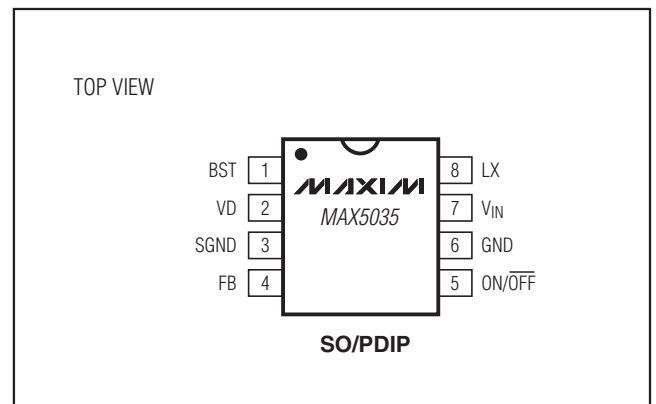 TOP VIEW
BST 1
VD 2
SGND 3
FB 4
MAXIM
MAX5035
8 LX
7 VIN
6 GND
5 ON/OFF
SO/PDIP